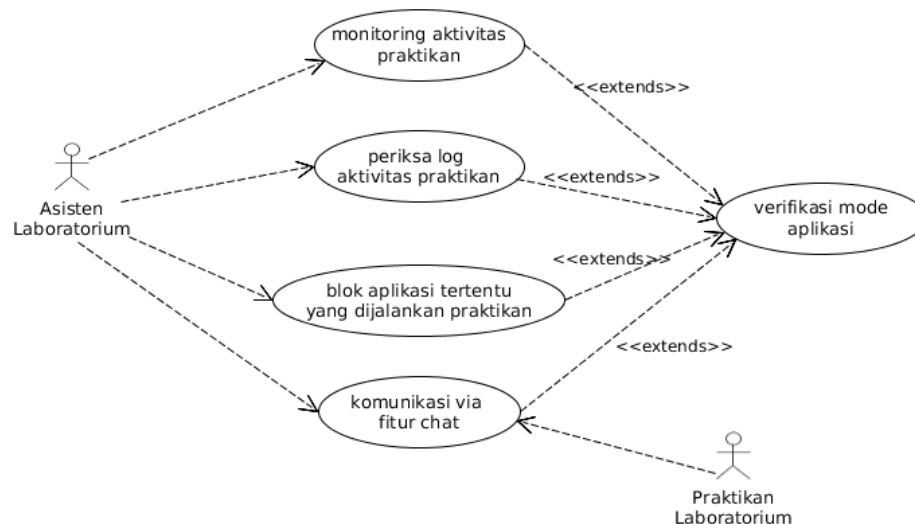 monitoring aktivitas
praktikan
<<extends>>
periksa log
aktivitas praktikan
<<extends>>
Asisten
Laboratorium
verifikasi mode
aplikasi
<<extends>>
blok aplikasi tertentu
yang dijalankan praktikan
<<extends>>
komunikasi via
fitur chat
Praktikan
Laboratorium